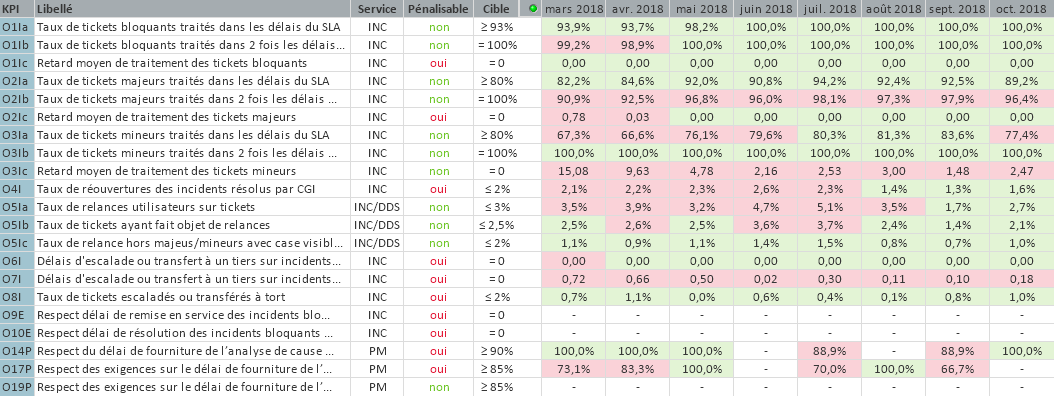 KPI Libellé Service Pénalisable Cible mars 2018 avr. 2018 mai 2018 juin 2018 juil. 2018 août 2018 sept. 2018 oct. 2018
O1Ia Taux de tickets bloquants traités dans les délais du SLA INC non ≥ 93% 93,9% 93,7% 98,2% 100,0% 100,0% 100,0% 100,0% 100,0%
O1Ib Taux de tickets bloquants traités dans 2 fois les délais... INC non = 100% 99,2% 98,9% 100,0% 100,0% 100,0% 100,0% 100,0% 100,0%
O1Ic Retard moyen de traitement des tickets bloquants INC oui = 0 0,00 0,00 0,00 0,00 0,00 0,00 0,00 0,00
O2Ia Taux de tickets majeurs traités dans les délais du SLA INC non ≥ 80% 82,2% 84,6% 92,0% 90,8% 94,2% 92,4% 92,5% 89,2%
O2Ib Taux de tickets majeurs traités dans 2 fois les délais ... INC non = 100% 90,9% 92,5% 96,8% 96,0% 98,1% 97,3% 97,9% 96,4%
O2Ic Retard moyen de traitement des tickets majeurs INC oui = 0 0,78 0,03 0,00 0,00 0,00 0,00 0,00 0,00
O3Ia Taux de tickets mineurs traités dans les délais du SLA INC non ≥ 80% 67,3% 66,6% 76,1% 79,6% 80,3% 81,3% 83,6% 77,4%
O3Ib Taux de tickets mineurs traités dans 2 fois les délais ... INC non = 100% 100,0% 100,0% 100,0% 100,0% 100,0% 100,0% 100,0% 100,0%
O3Ic Retard moyen de traitement des tickets mineurs INC non = 0 15,08 9,63 4,78 2,16 2,53 3,00 1,48 2,47
O4I Taux de réouvertures des incidents résolus par CGI INC oui ≤ 2% 2,1% 2,2% 2,3% 2,6% 2,3% 1,4% 1,3% 1,6%
O5Ia Taux de relances utilisateurs sur tickets INC/DDS non ≤ 3% 3,5% 3,9% 3,2% 4,7% 5,1% 3,5% 1,7% 2,7%
O5Ib Taux de tickets ayant fait objet de relances INC/DDS non ≤ 2,5% 2,5% 2,6% 2,5% 3,6% 3,7% 2,4% 1,4% 2,1%
O5Ic Taux de relance hors majeus/mineurs avec case visibl... INC/DDS non ≤ 2% 1,1% 0,9% 1,1% 1,4% 1,5% 0,8% 0,7% 1,0%
O6I Délais d'escalade ou transfert à un tiers sur incidents... INC oui = 0 0,00 0,00 0,00 0,00 0,00 0,00 0,00 0,00
O7I Délais d'escalade ou transfert à un tiers sur incidents... INC oui = 0 0,72 0,66 0,50 0,02 0,30 0,11 0,10 0,18
O8I Taux de tickets escaladés ou transférés à tort INC oui ≤ 2% 0,7% 1,1% 0,0% 0,6% 0,4% 0,1% 0,8% 1,0%
O9E Respect délai de remise en service des incidents blo... INC oui = 0 - - - - - - - -
O10E Respect délai de résolution des incidents bloquants ... INC oui = 0 - - - - - - - -
O14P Respect du délai de fourniture de l'analyse de cause ... PM oui ≥ 90% 100,0% 100,0% 100,0% - 88,9% - 88,9% 100,0%
O17P Respect des exigences sur le délai de fourniture de l'... PM oui ≥ 85% 73,1% 83,3% 100,0% - 70,0% 100,0% 66,7% -
O19P Respect des exigences sur le délai de fourniture de l'... PM non ≥ 85% - - - - - - - -